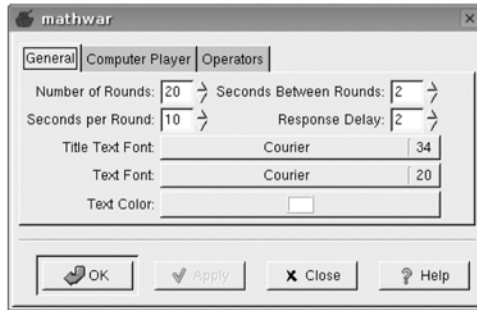 mathwar
General Computer Player Operators
Number of Rounds: 20 Seconds Between Rounds: 2
Seconds per Round: 10 Response Delay: 2
Title Text Font: Courier 34
Text Font: Courier 20
Text Color:
OK Apply Close Help